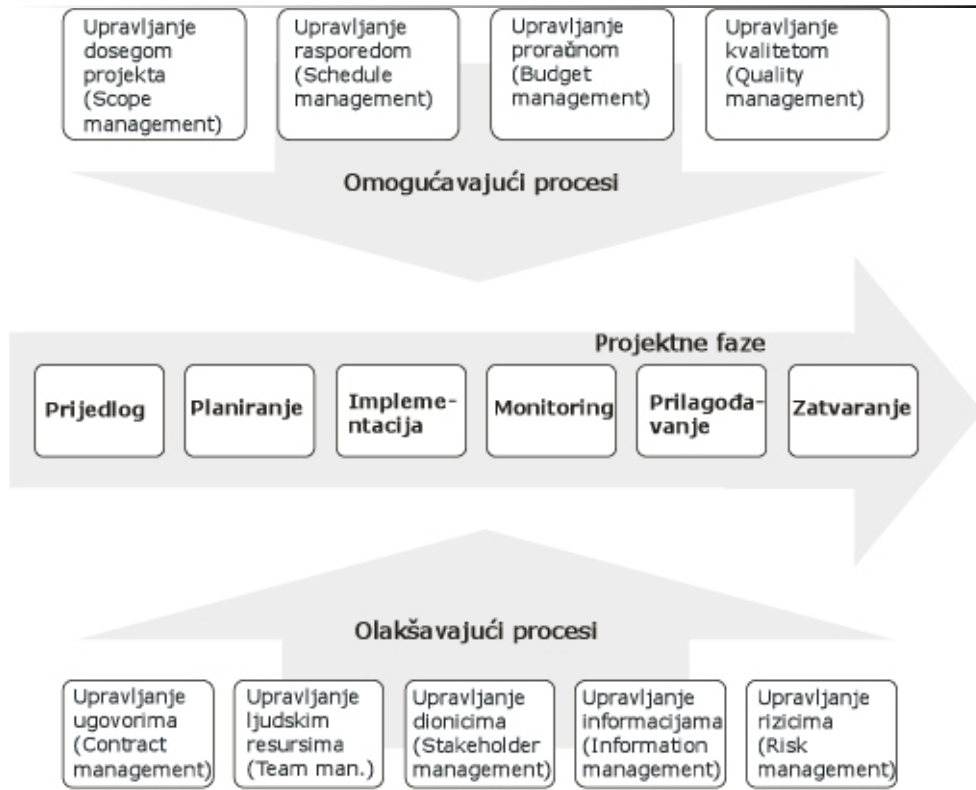 Upravljanje
dosegom
projekta
(Scope
management)
Upravljanje
rasporedom
(Schedule
management)
Upravljanje
proračnom
(Budget
management)
Upravljanje
kvalitetom
(Quality
management)
Omogućavajući procesi
Projektne faze
Prijedlog
Planiranje
Impleme-
ntacija
Monitoring
Prilagođa-
vanje
Zatvaranje
Olakšavajući procesi
Upravljanje
ugovorima
(Contract
management)
Upravljanje
ljudskim
resursima
(Team man.)
Upravljanje
dionicima
(Stakeholder
management)
Upravljanje
informacijama
(Information
management)
Upravljanje
rizicima
(Risk
management)